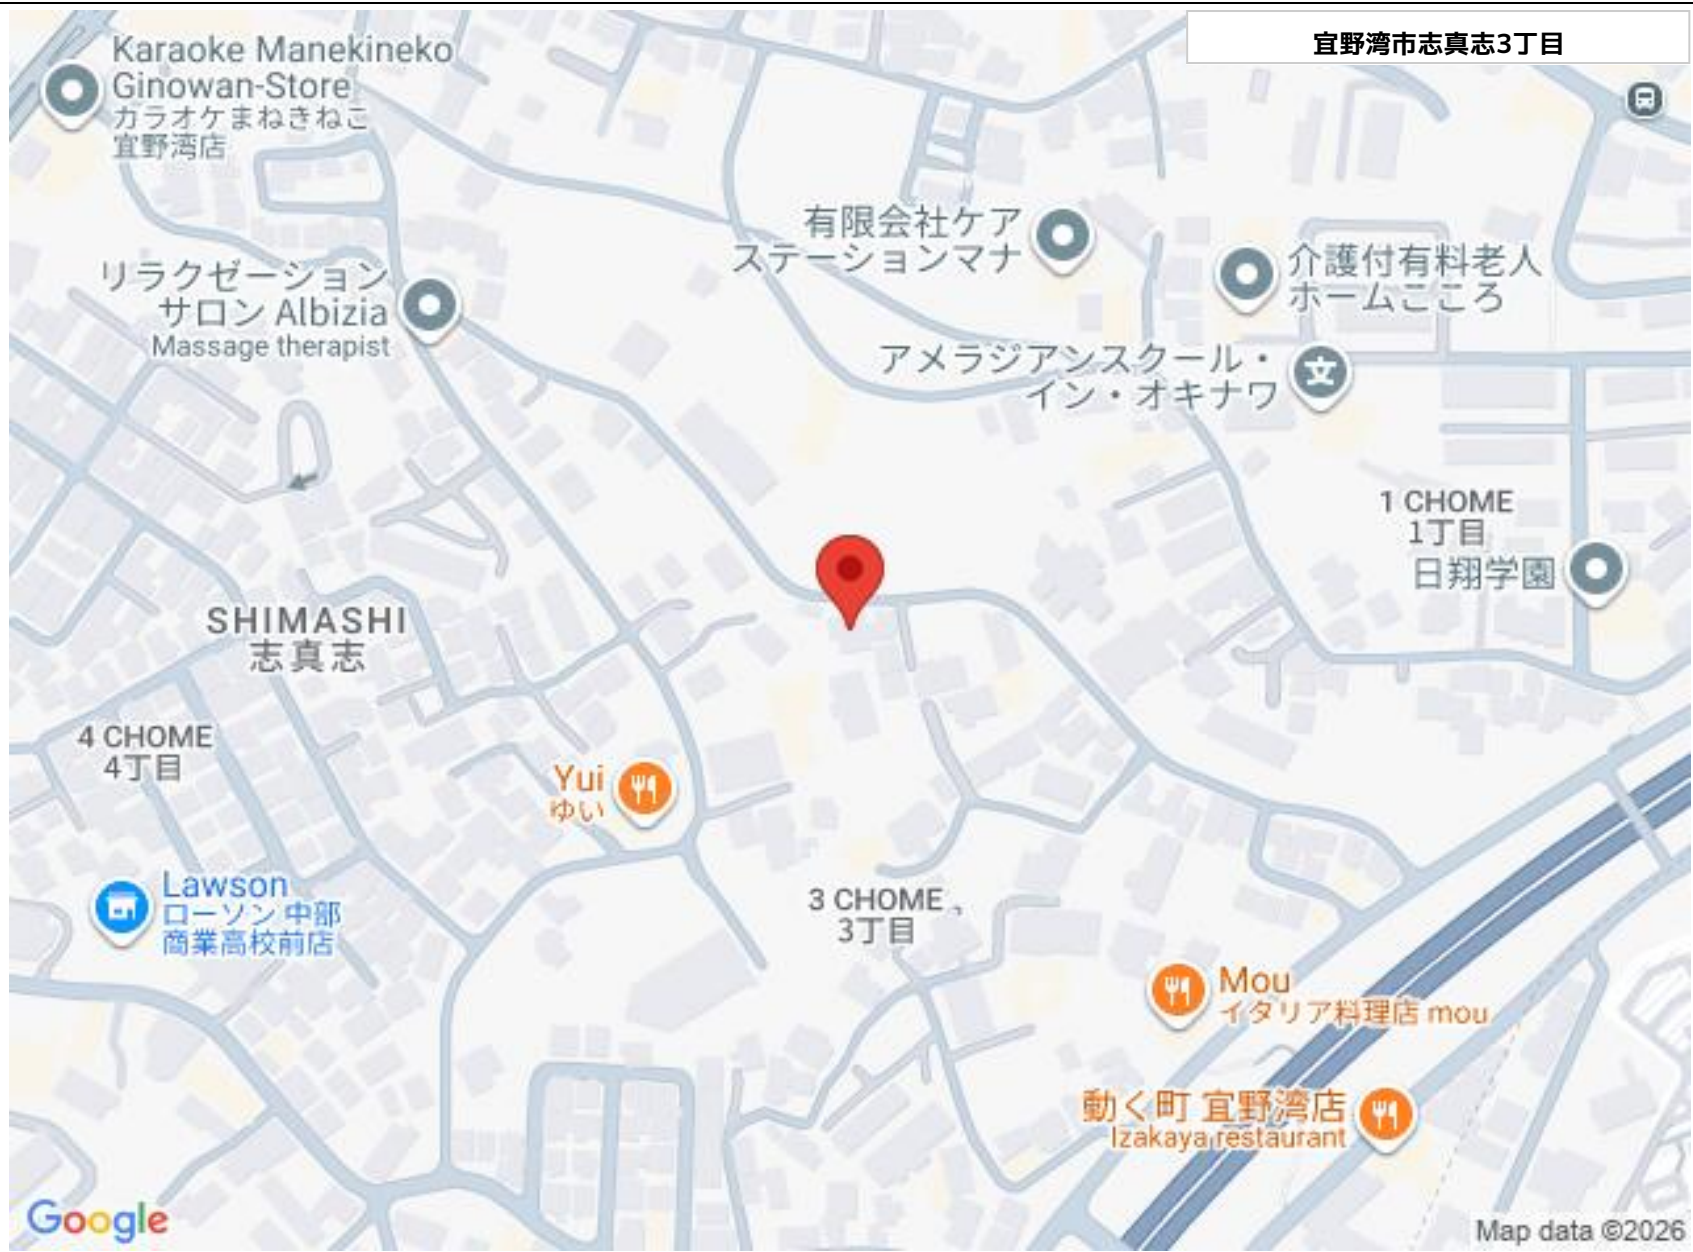 宜野湾市志真志3丁目
Karaoke Manekineko
Ginowan-Store
カラオケまねきねこ
宜野湾店
有限会社ケア
ステーションマナ
介護付有料老人
ホームこころ
リラクゼーション
サロン Albizia
Massage therapist
アメラジアンスクール・
イン・オキナワ
文
1 CHOME
1丁目
日翔学園
SHIMASHI
志真志
4 CHOME
4丁目
Yui
ゆい
Lawson
ローソン 中部
商業高校前店
3 CHOME
3丁目
Mou
イタリア料理店 mou
動く町 宜野湾店
Izakaya restaurant
Google
Map data ©2026